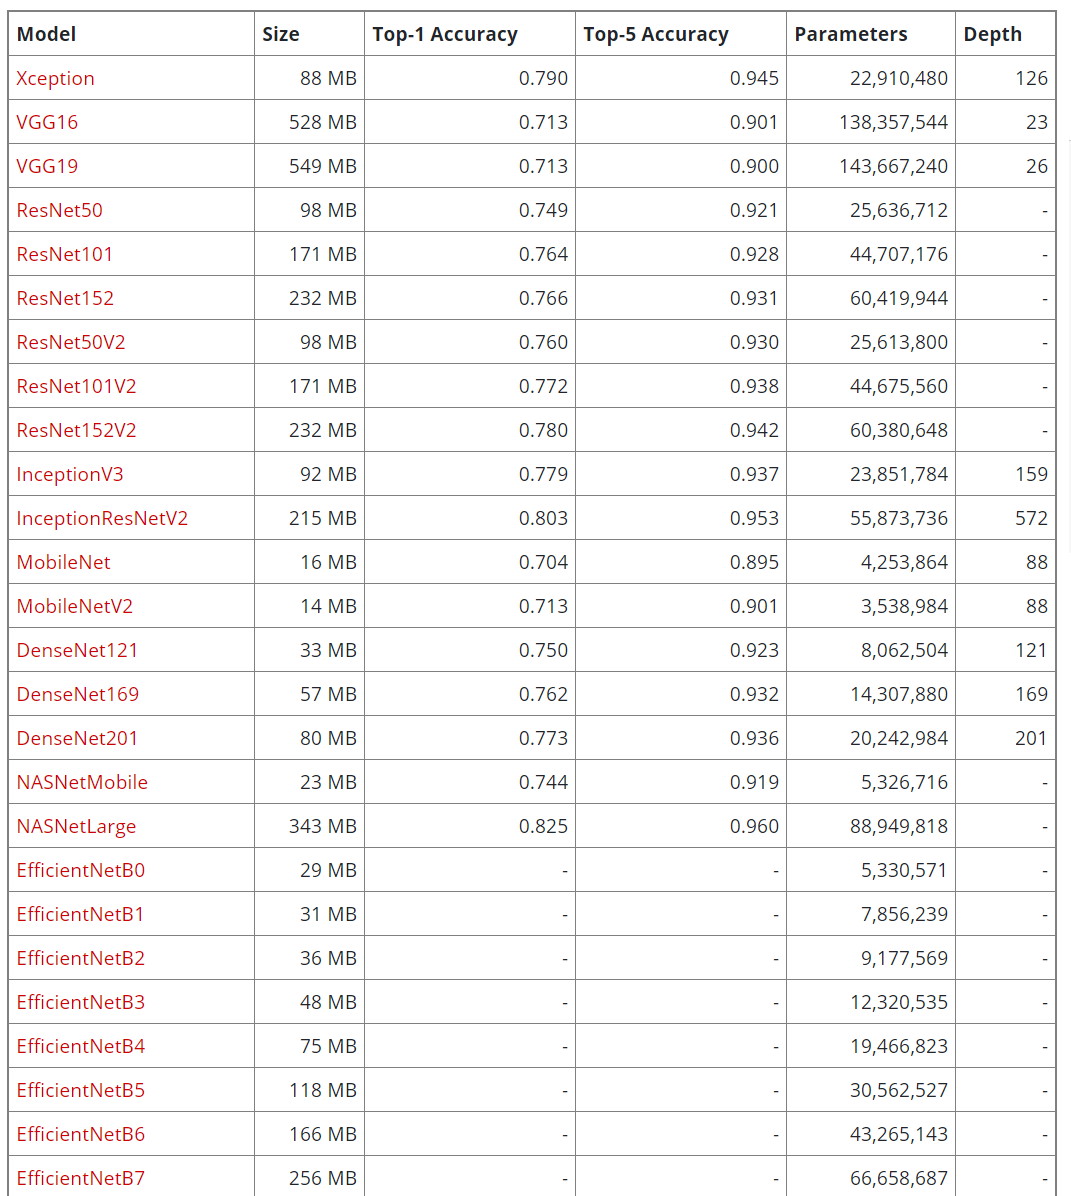 Model Size Top-1 Accuracy Top-5 Accuracy Parameters Depth
Xception 88 MB 0.790 0.945 22,910,480 126
VGG16 528 MB 0.713 0.901 138,357,544 23
VGG19 549 MB 0.713 0.900 143,667,240 26
ResNet50 98 MB 0.749 0.921 25,636,712 -
ResNet101 171 MB 0.764 0.928 44,707,176 -
ResNet152 232 MB 0.766 0.931 60,419,944 -
ResNet50V2 98 MB 0.760 0.930 25,613,800 -
ResNet101V2 171 MB 0.772 0.938 44,675,560 -
ResNet152V2 232 MB 0.780 0.942 60,380,648 -
InceptionV3 92 MB 0.779 0.937 23,851,784 159
InceptionResNetV2 215 MB 0.803 0.953 55,873,736 572
MobileNet 16 MB 0.704 0.895 4,253,864 88
MobileNetV2 14 MB 0.713 0.901 3,538,984 88
DenseNet121 33 MB 0.750 0.923 8,062,504 121
DenseNet169 57 MB 0.762 0.932 14,307,880 169
DenseNet201 80 MB 0.773 0.936 20,242,984 201
NASNetMobile 23 MB 0.744 0.919 5,326,716 -
NASNetLarge 343 MB 0.825 0.960 88,949,818 -
EfficientNetB0 29 MB - - 5,330,571 -
EfficientNetB1 31 MB - - 7,856,239 -
EfficientNetB2 36 MB - - 9,177,569 -
EfficientNetB3 48 MB - - 12,320,535 -
EfficientNetB4 75 MB - - 19,466,823 -
EfficientNetB5 118 MB - - 30,562,527 -
EfficientNetB6 166 MB - - 43,265,143 -
EfficientNetB7 256 MB - - 66,658,687 -